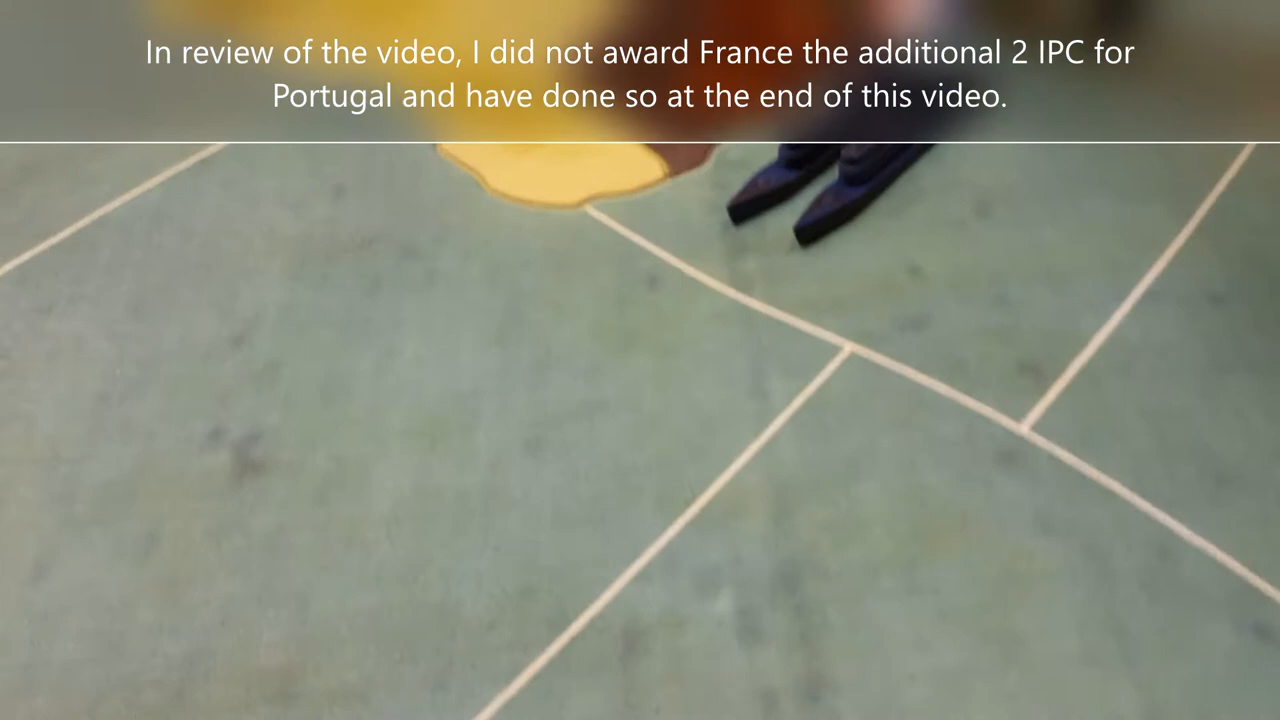 In review of the video, I did not award France the additional 2 IPC for
Portugal and have done so at the end of this video.